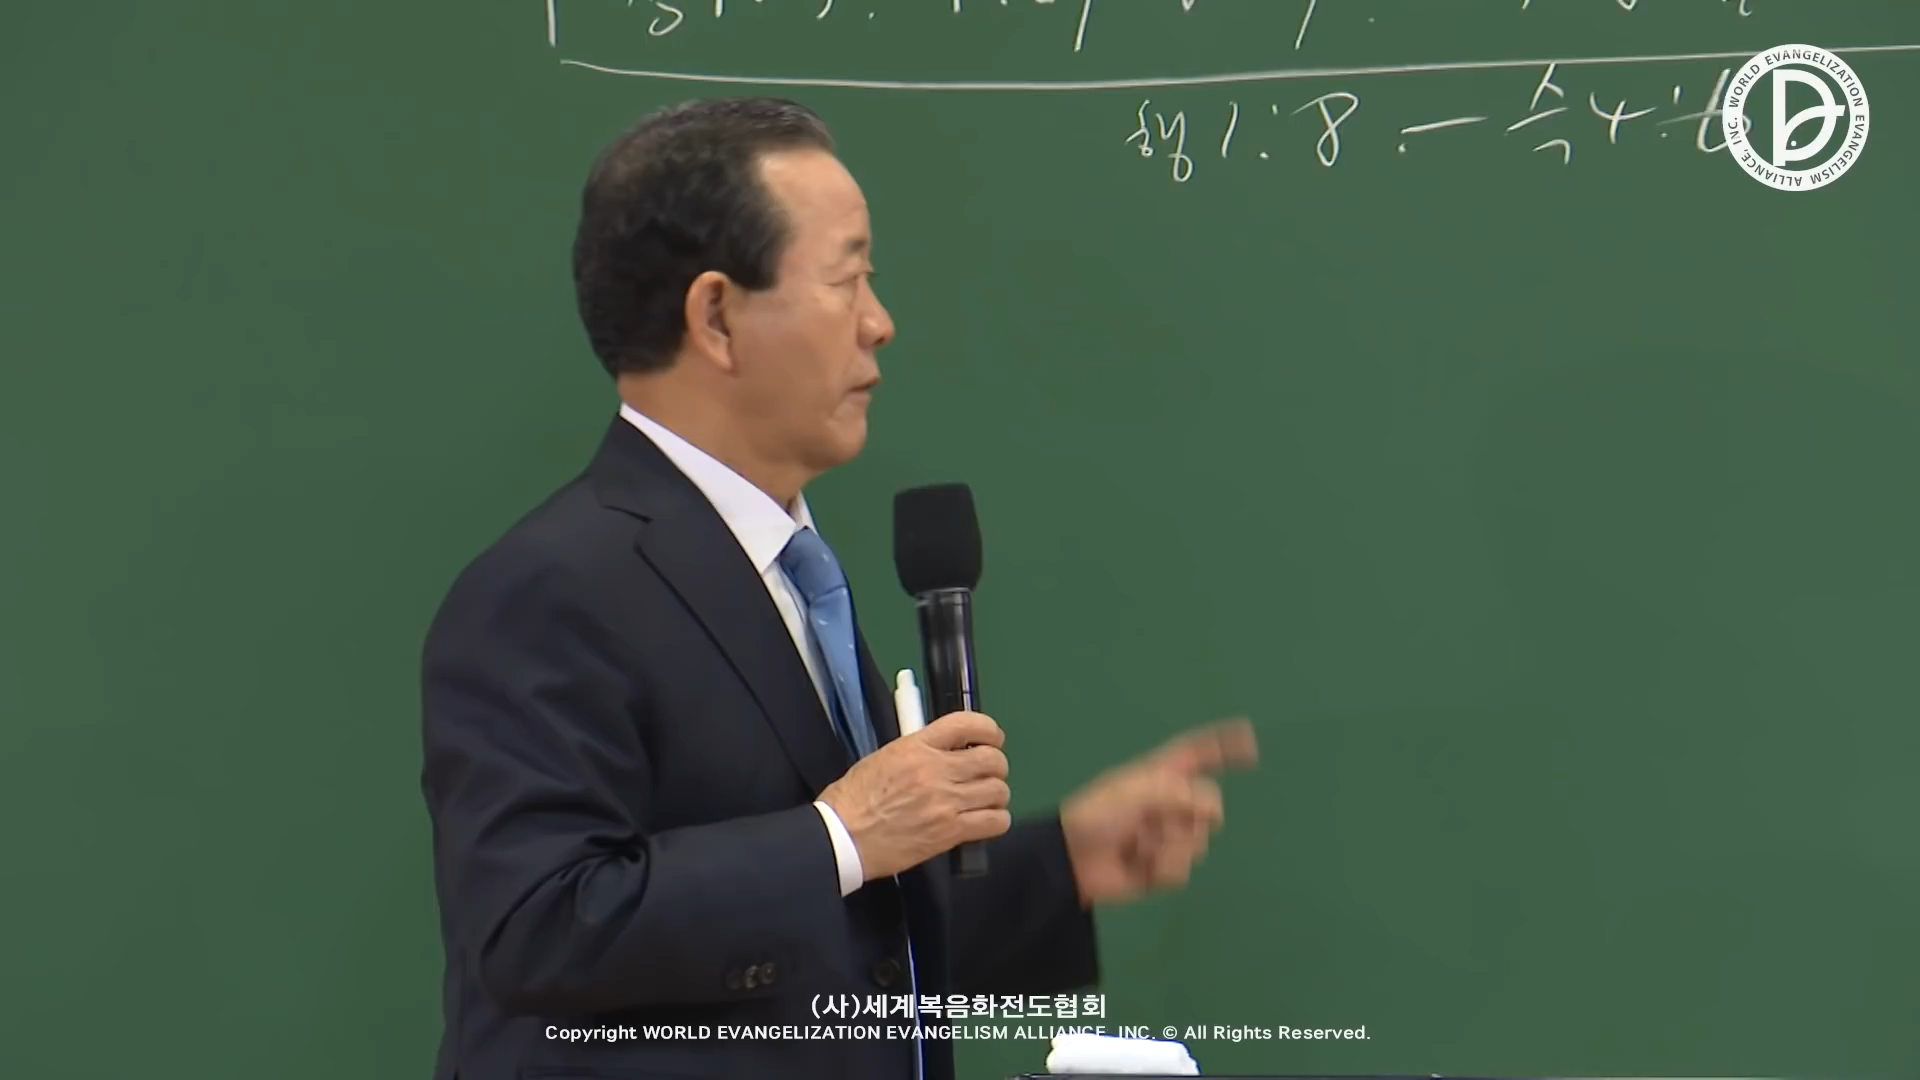 행 1:8 . — 슥 4:6
WORLD EVANGELIZATION EVANGELISM ALLIANCE, INC.
(사)세계복음화전도협회
Copyright WORLD EVANGELIZATION EVANGELISM ALLIANCE, INC. © All Rights Reserved.